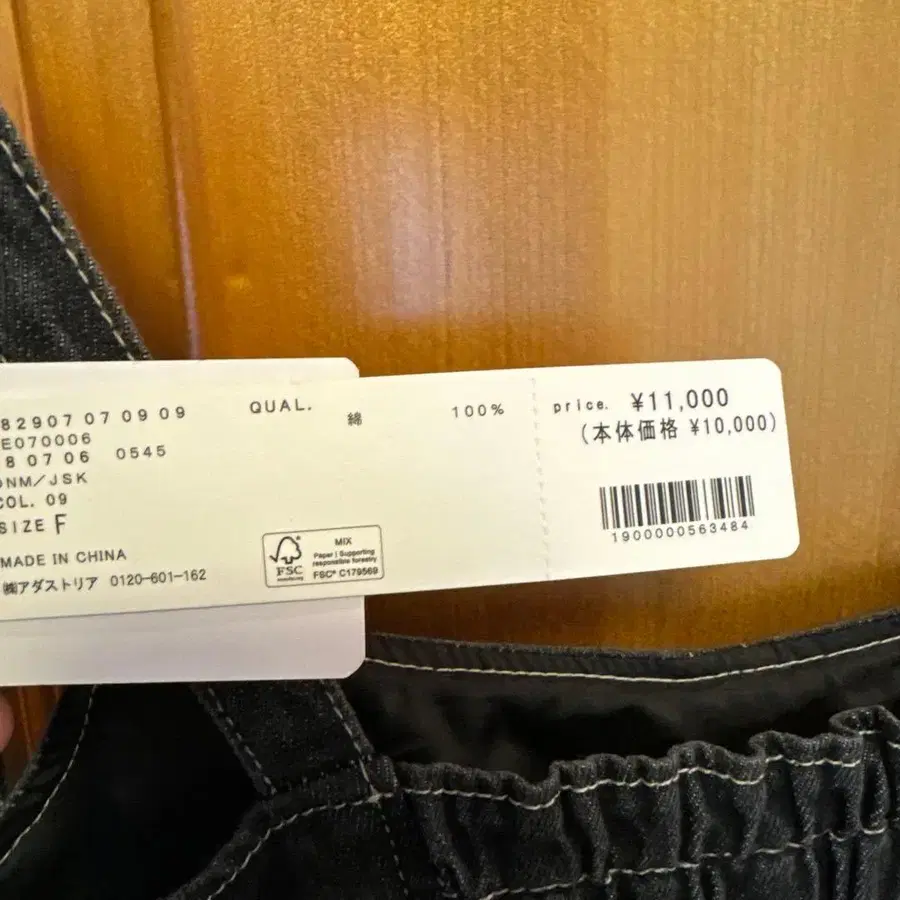 82907 07 09 09
E070006
8 07 06 0545
DNM/JSK
COL. 09
SIZE F
MADE IN CHINA
㈱アダストリア 0120-601-162
QUAL.
綿 100%
FSC
MIX
Paper | Supporting
responsible forestry
FSC® C179569
price. ¥11,000
(本体価格 ¥10,000)
1900000563484